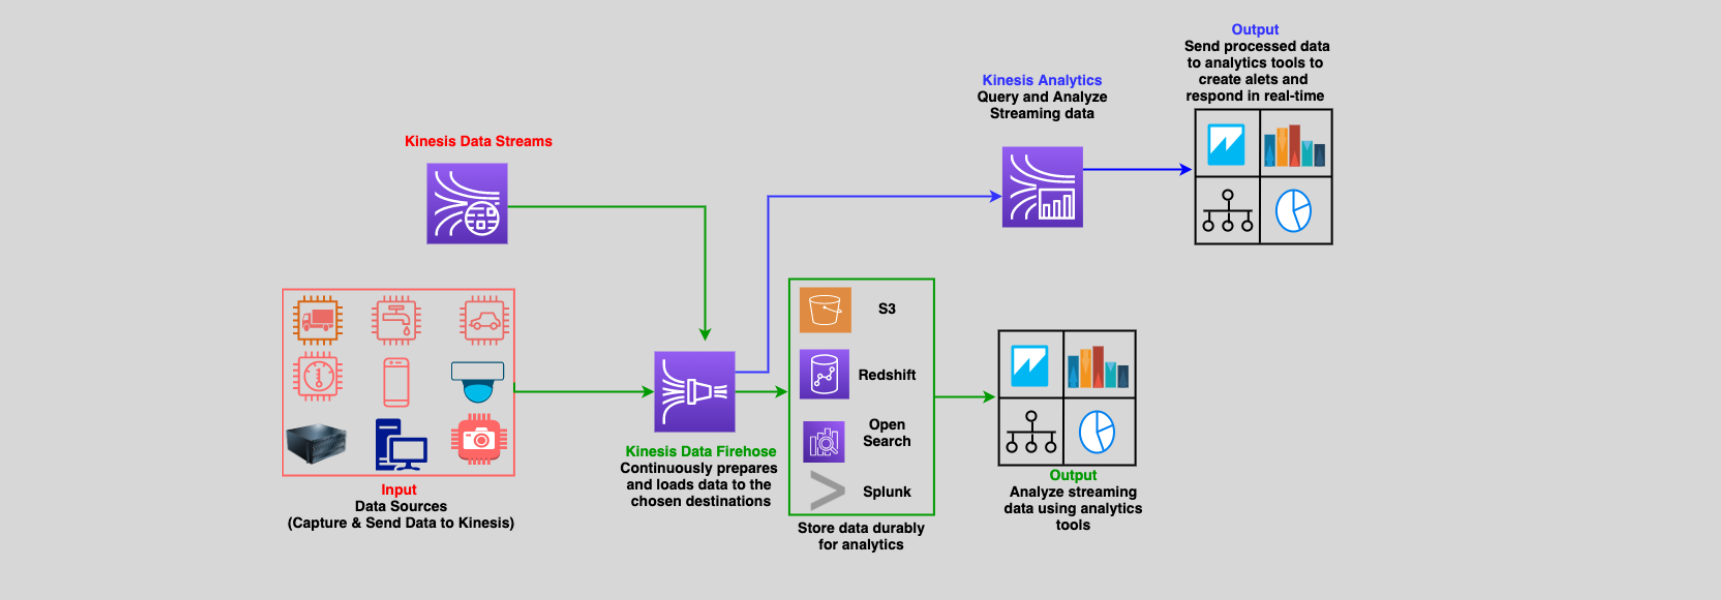 Output
Send processed data
to analytics tools to
create alets and
respond in real-time
Kinesis Analytics
Query and Analyze
Streaming data
Kinesis Data Streams
S3
Redshift
Open
Search
Splunk
Store data durably
for analytics
Kinesis Data Firehose
Continuously prepares
and loads data to the
chosen destinations
Input
Data Sources
(Capture & Send Data to Kinesis)
Output
Analyze streaming
data using analytics
tools